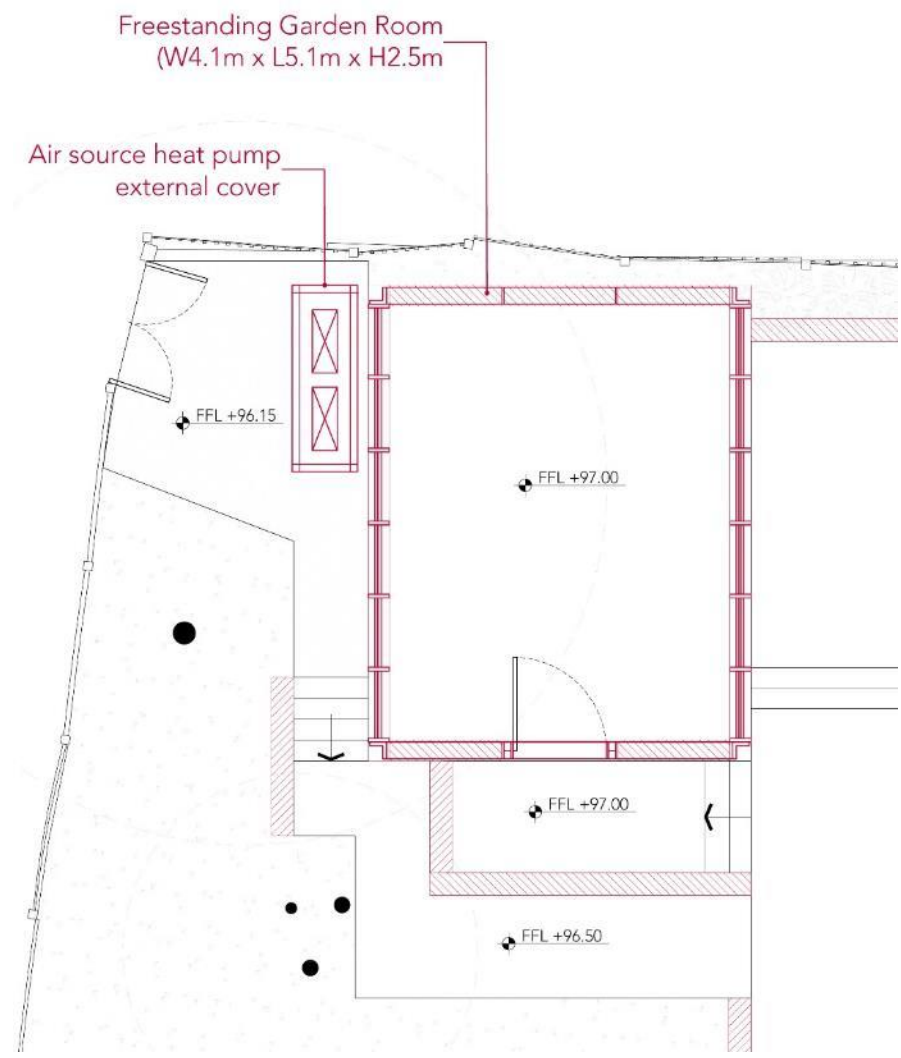 Freestanding Garden Room
(W4.1m x L5.1m x H2.5m
Air source heat pump
external cover
FFL +96.15
FFL +97.00
FFL +97.00
FFL +96.50